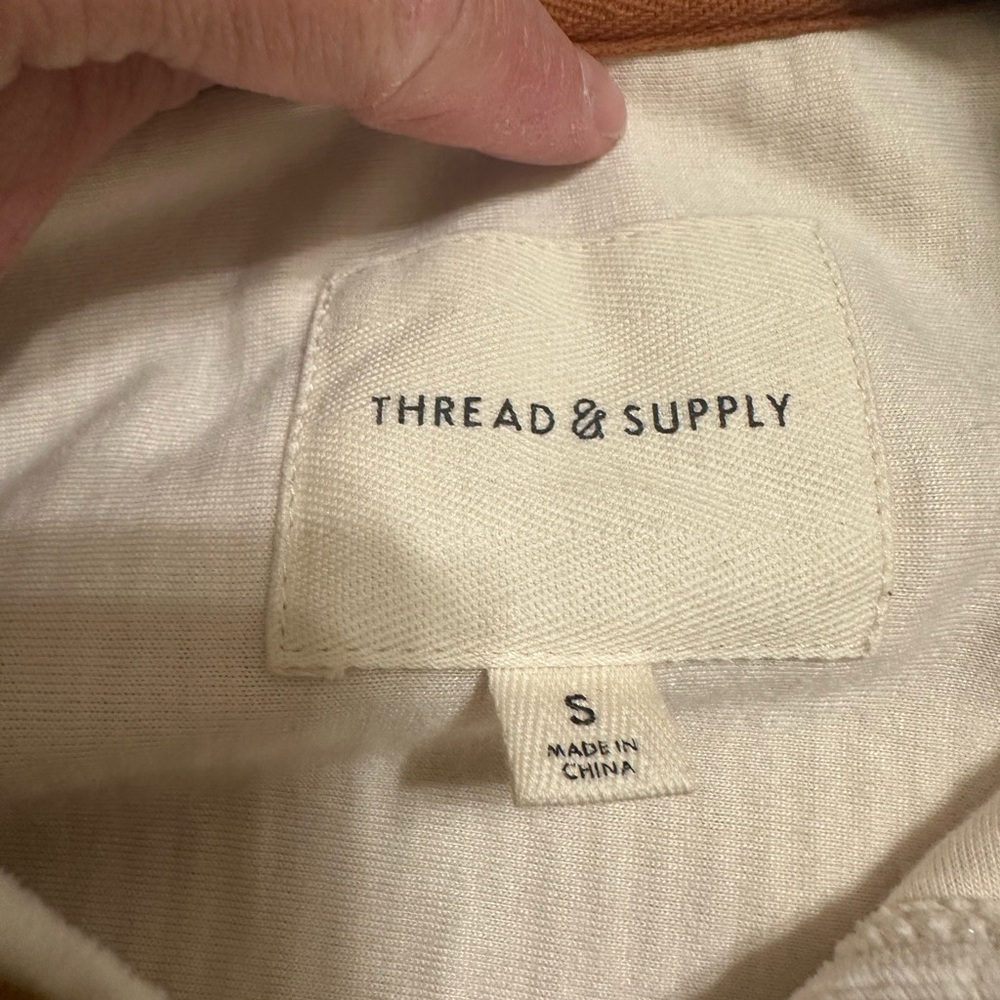 THREAD & SUPPLY
S
MADE IN
CHINA